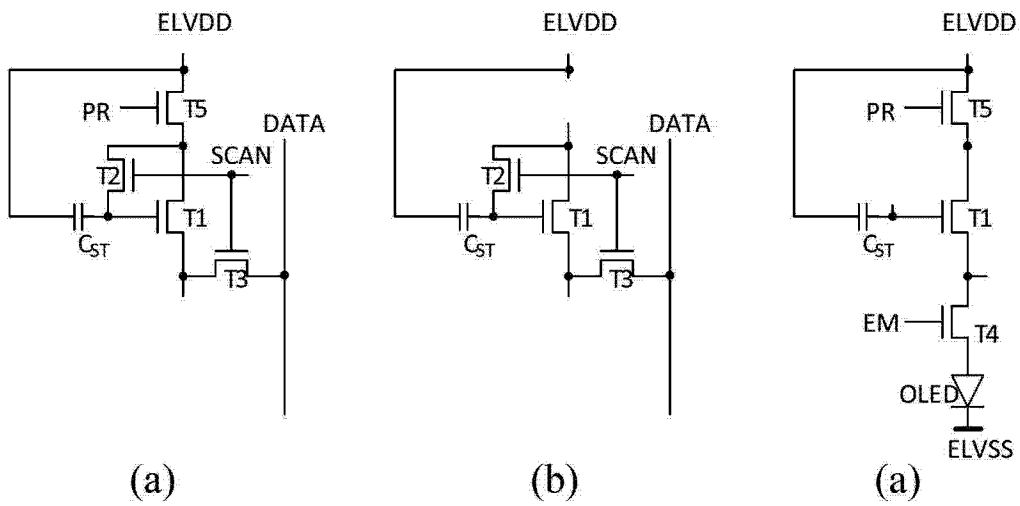 ELVDD
PR
T5
DATA
T2
SCAN
T1
CST
T3
(a)
ELVDD
DATA
T2
SCAN
T1
CST
T3
(b)
ELVDD
PR
T5
T1
CST
EM
T4
OLED
ELVSS
(a)